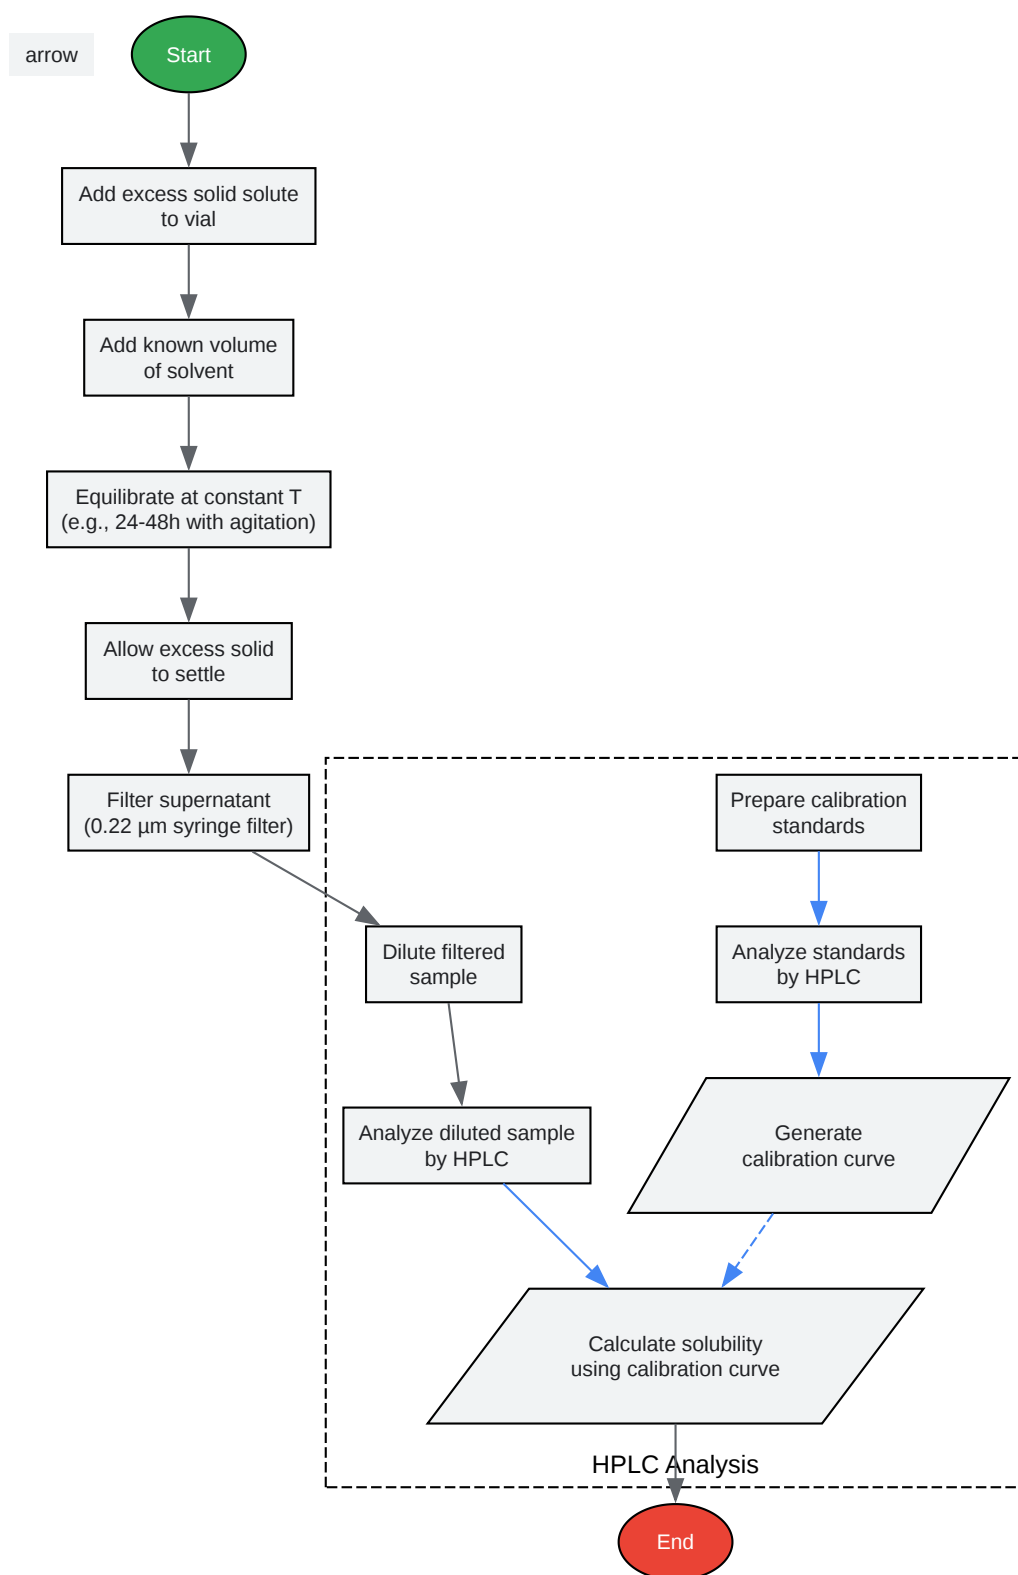 arrow
Start
Add excess solid solute
to vial
Add known volume
of solvent
Equilibrate at constant T
(e.g., 24-48h with agitation)
Allow excess solid
to settle
Filter supernatant
(0.22 µm syringe filter)
Prepare calibration
standards
Dilute filtered
sample
Analyze standards
by HPLC
Analyze diluted sample
by HPLC
Generate
calibration curve
Calculate solubility
using calibration curve
HPLC Analysis
End